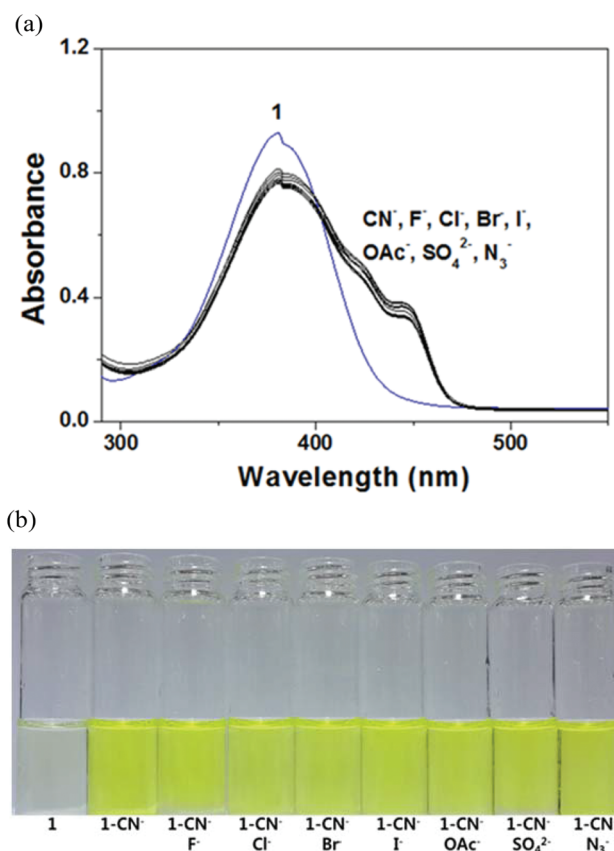 (a)
1.2
1
0.8
CN⁻, F⁻, Cl⁻, Br⁻, I⁻,
OAc⁻, SO₄²⁻, N₃⁻
0.4
0.0
300 400 500
Absorbance
Wavelength (nm)
(b)
1 1-CN⁻ 1-CN⁻ 1-CN⁻ 1-CN⁻ 1-CN⁻ 1-CN⁻ 1-CN⁻ 1-CN⁻
F⁻ Cl⁻ Br⁻ I⁻ OAc⁻ SO₄²⁻ N₃⁻